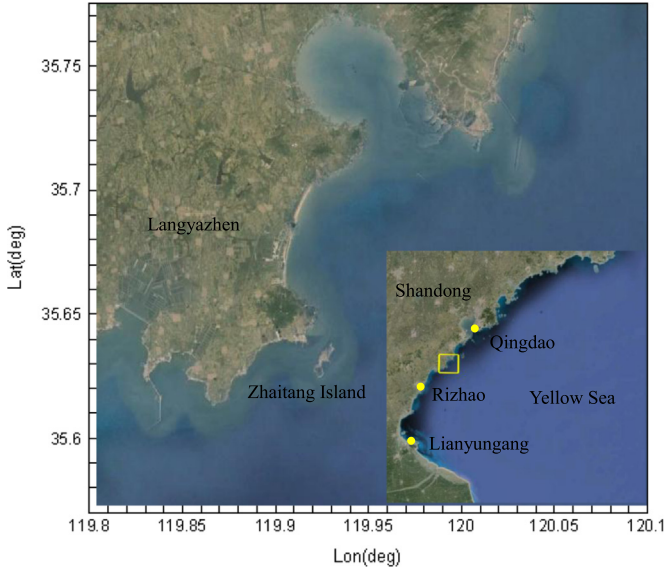 35.75
35.7
35.65
35.6
Lat(deg)
Langyazhen
Zhaitang Island
Shandong
Qingdao
Rizhao
Yellow Sea
Lianyungang
119.8
119.85
119.9
119.95
120
120.05
120.1
Lon(deg)